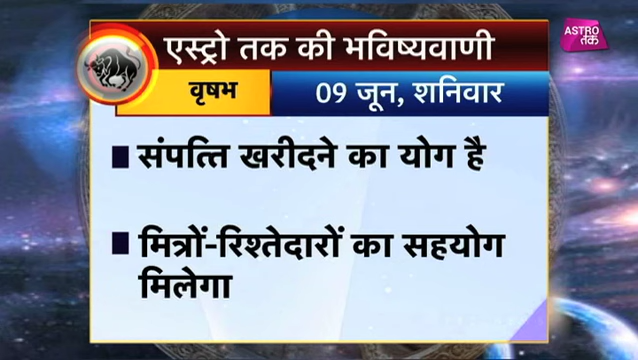 एस्ट्रो तक की भविष्यवाणी
ASTRO
तक
वृषभ
09 जून, शनिवार
संपत्ति खरीदने का योग है
मित्रों-रिश्तेदारों का सहयोग
मिलेगा